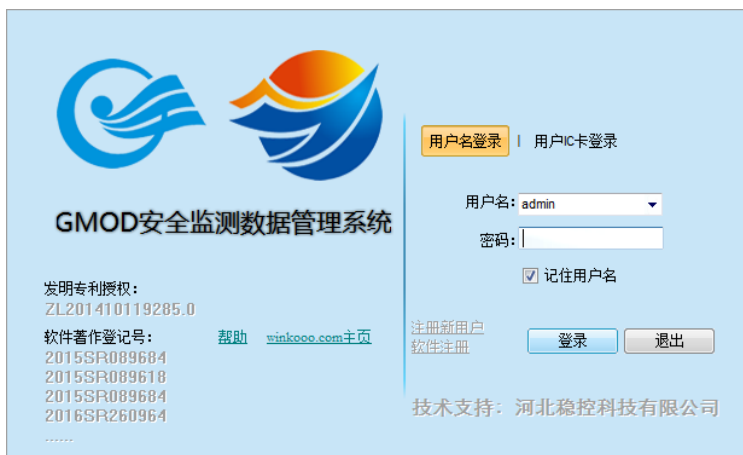 GMOD安全监测数据管理系统
发明专利授权：
ZL201410119285.0
软件著作登记号：
2015SR089684
2015SR089618
2015SR089684
2016SR260964
......
帮助 winkooo.com主页
用户名登录 | 用户IC卡登录
用户名: admin
密码:
记住用户名
注册新用户
软件注册
登录 退出
技术支持：河北稳控科技有限公司